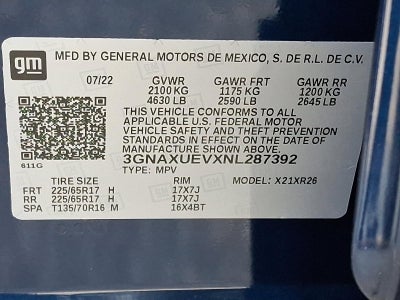 gm
MFD BY GENERAL MOTORS DE MEXICO, S. DE R.L. DE C.V.
07/22 GVWR GAWR FRT GAWR RR
2100 KG 1175 KG 1200 KG
4630 LB 2590 LB 2645 LB
THIS VEHICLE CONFORMS TO ALL
APPLICABLE U.S. FEDERAL MOTOR
VEHICLE SAFETY AND THEFT PREVENTION
STANDARDS IN EFFECT ON THE DATE OF
MANUFACTURE SHOWN ABOVE.
3GNAXUEVXNL287392
611G
TYPE: MPV MODEL: X21XR26
TIRE SIZE RIM
FRT 225/65R17 H 17X7J
RR 225/65R17 H 17X7J
SPA T135/70R16 M 16X4BT